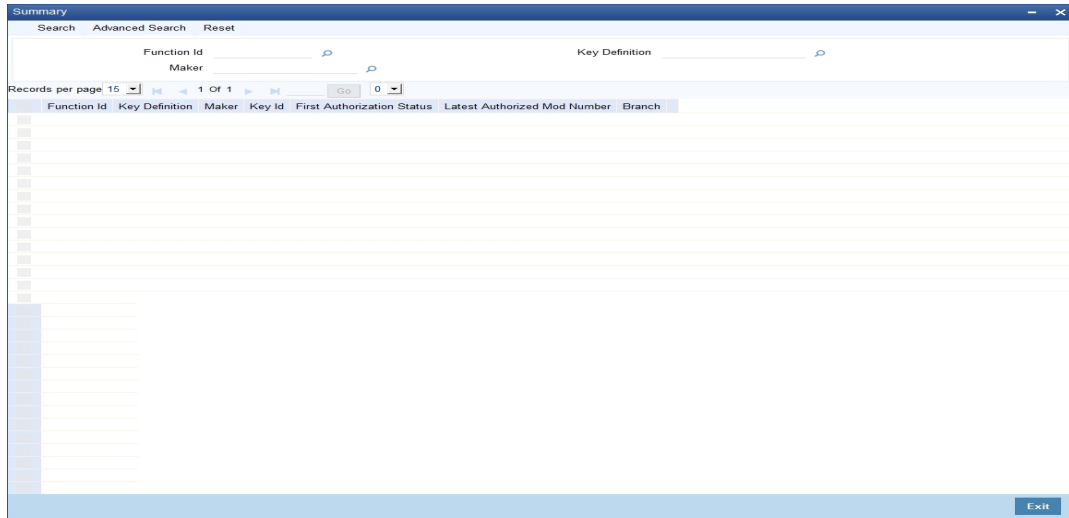 Summary
Search Advanced Search Reset
Function Id Key Definition
Maker
Records per page 15 1 Of 1 Go 0
Function Id Key Definition Maker Key Id First Authorization Status Latest Authorized Mod Number Branch
Exit